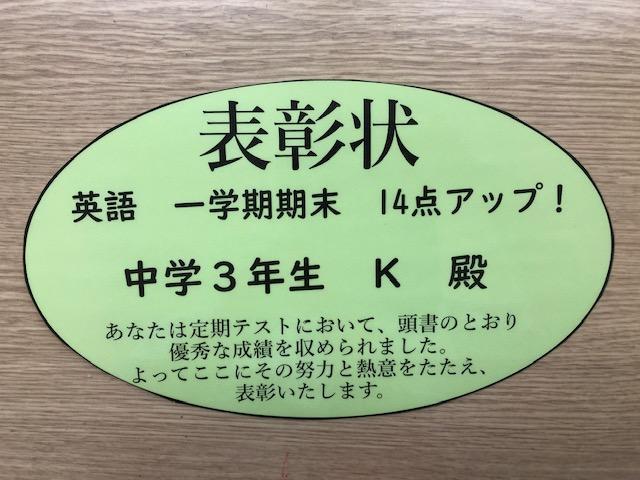 表彰状
英語　一学期期末　14点アップ！
中学３年生　Ｋ　殿
あなたは定期テストにおいて、頭書のとおり
優秀な成績を収められました。
よってここにその努力と熱意をたたえ、
表彰いたします。